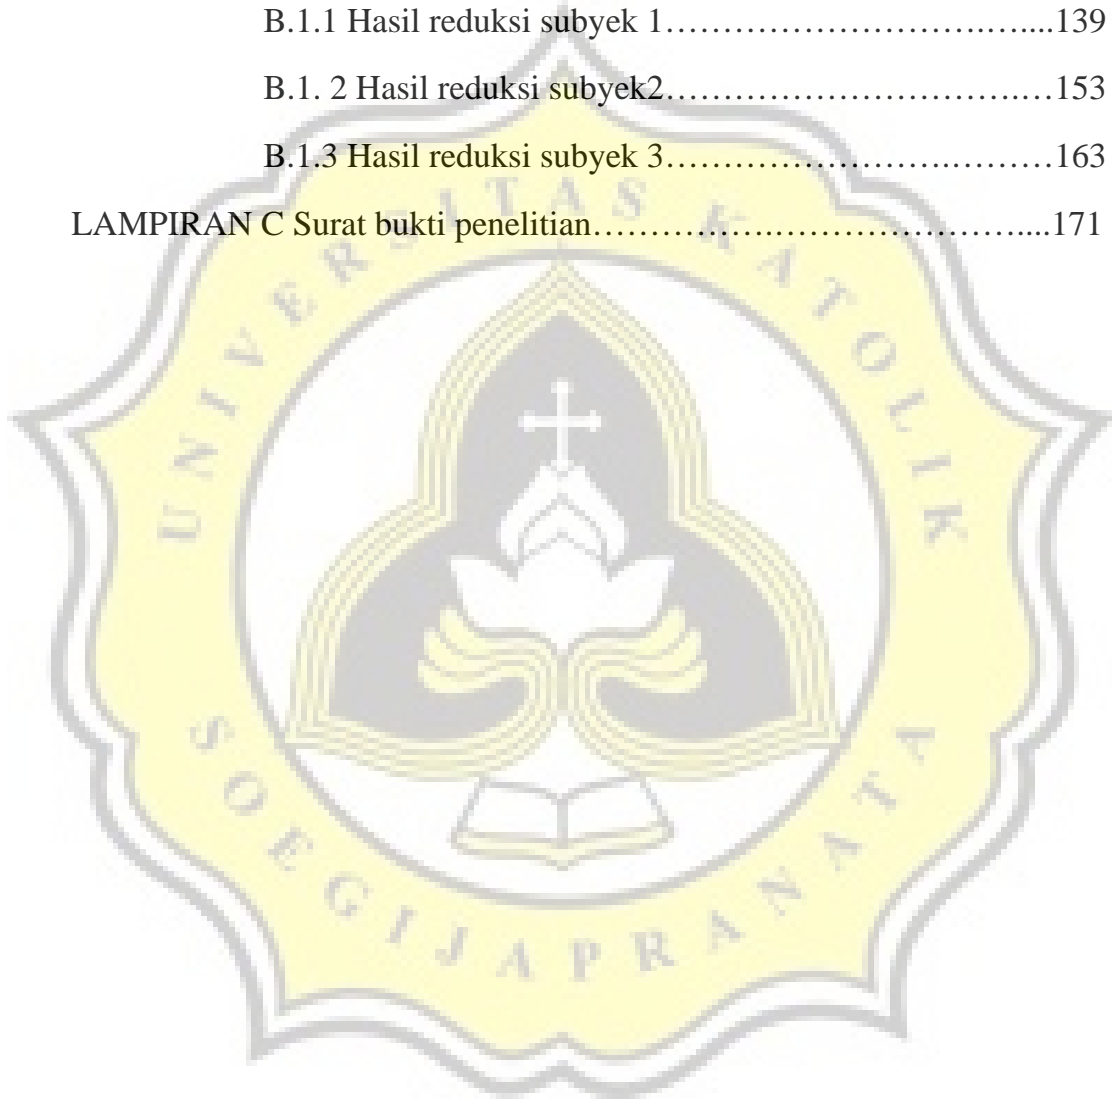 B.1.1 Hasil reduksi subyek 1……………………….…....139
B.1. 2 Hasil reduksi subyek2………………………….…153
B.1.3 Hasil reduksi subyek 3…………………….………163
LAMPIRAN C Surat bukti penelitian…………….…………………....171
UNIVERSITAS KATOLIK
SOEGIJAPRANATA